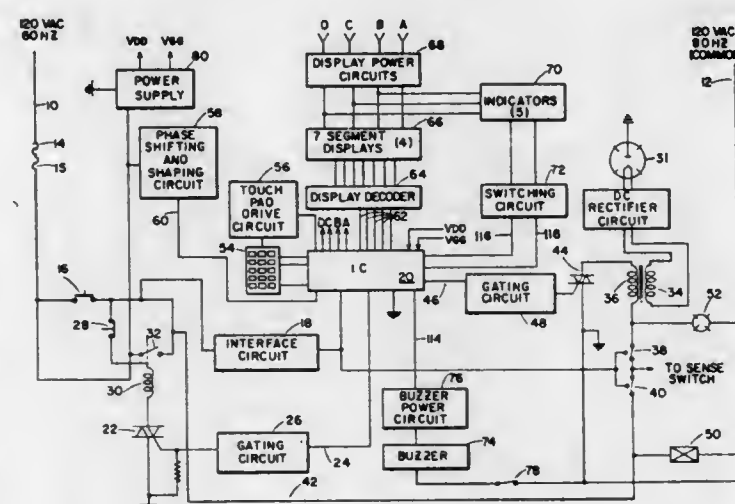 120 VAC
60 HZ
VDD VGG
80
POWER
SUPPLY
10
14
15
58
PHASE
SHIFTING
AND
SHAPING
CIRCUIT
60
D C B A
68
DISPLAY POWER
CIRCUITS
66
7 SEGMENT
DISPLAYS (4)
64
DISPLAY DECODER
62
70
INDICATORS
(5)
72
SWITCHING
CIRCUIT
116
118
120 VAC
60 HZ
(COMMON)
12
31
DC
RECTIFIER
CIRCUIT
56
TOUCH
PAD
DRIVE
CIRCUIT
54
DCBA
VDD
VGG
IC
20
46
GATING
CIRCUIT
48
44
36
34
52
16
28
32
30
18
INTERFACE
CIRCUIT
114
38
TO SENSE
SWITCH
40
22
26
GATING
CIRCUIT
24
42
76
BUZZER
POWER
CIRCUIT
74
BUZZER
78
50